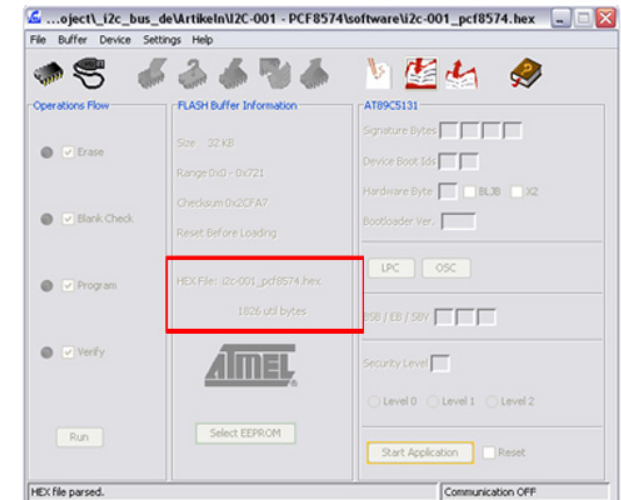 ...oject\_i2c_bus_de\Artikeln\I2C-001 - PCF8574\software\i2c-001_pcf8574.hex
File Buffer Device Settings Help
Operations Flow
Erase
Blank Check
Program
Verify
Run
FLASH Buffer Information
Size 32 KB
Range 0x0 - 0x721
Checksum 0x2CFA7
Reset Before Loading
HEX File: i2c-001_pcf8574.hex
1826 util bytes
ATMEL
Select EEPROM
AT89C5131
Signature Bytes
Device Boot Ids
Hardware Byte BLJB X2
Bootloader Ver.
LPC OSC
BSB / EB / SBV
Security Level
Level 0 Level 1 Level 2
Start Application Reset
HEX file parsed.
Communication OFF